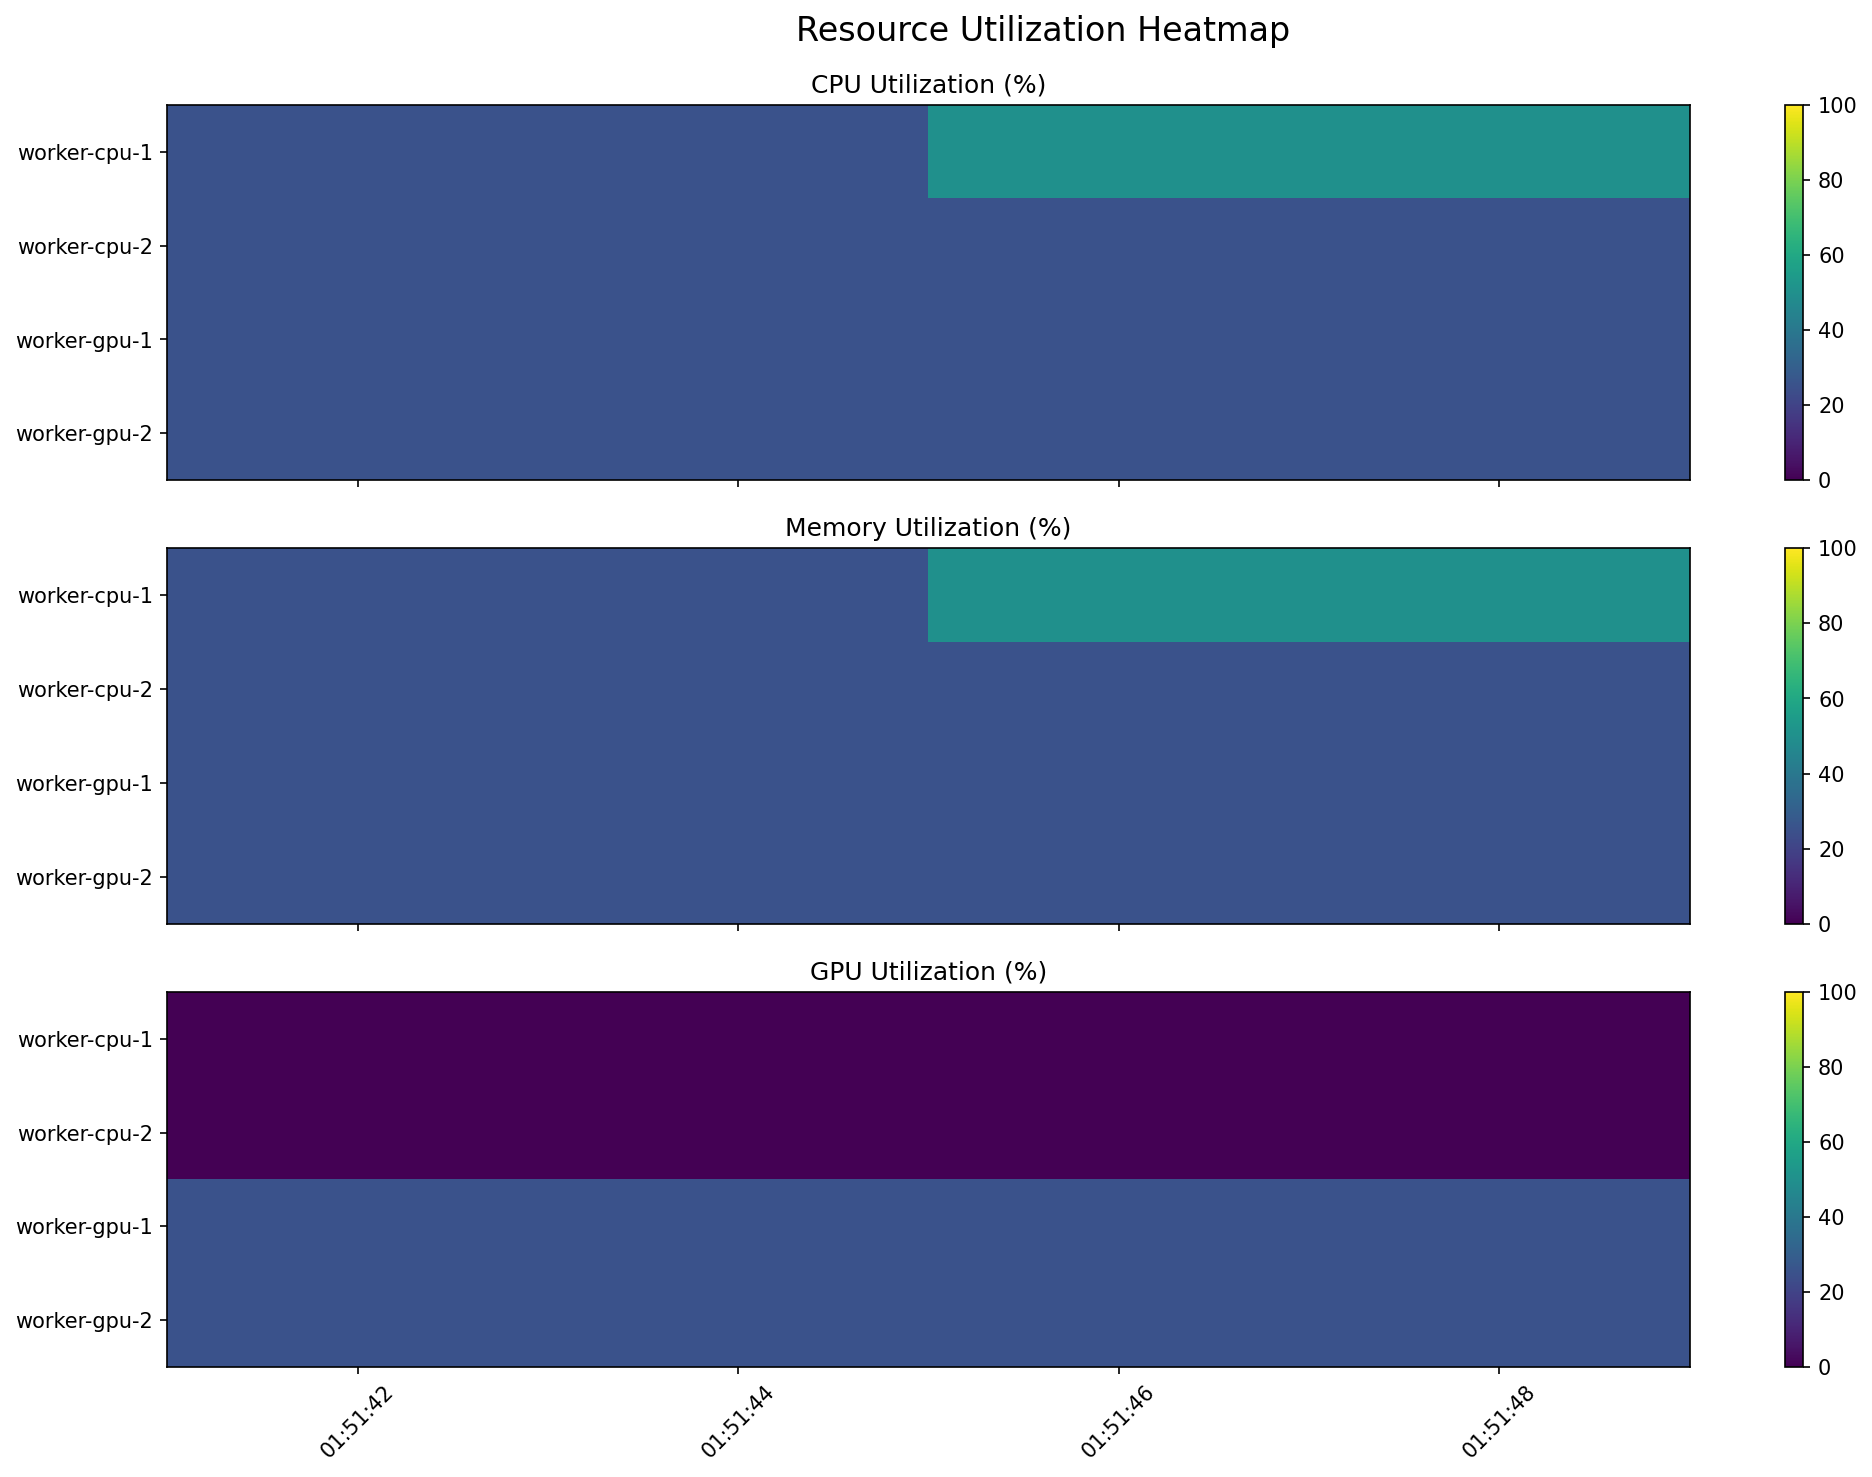 Resource Utilization Heatmap
CPU Utilization (%)
worker-cpu-1
worker-cpu-2
worker-gpu-1
worker-gpu-2
100
80
60
40
20
0
Memory Utilization (%)
worker-cpu-1
worker-cpu-2
worker-gpu-1
worker-gpu-2
100
80
60
40
20
0
GPU Utilization (%)
worker-cpu-1
worker-cpu-2
worker-gpu-1
worker-gpu-2
100
80
60
40
20
0
01:51:42
01:51:44
01:51:46
01:51:48